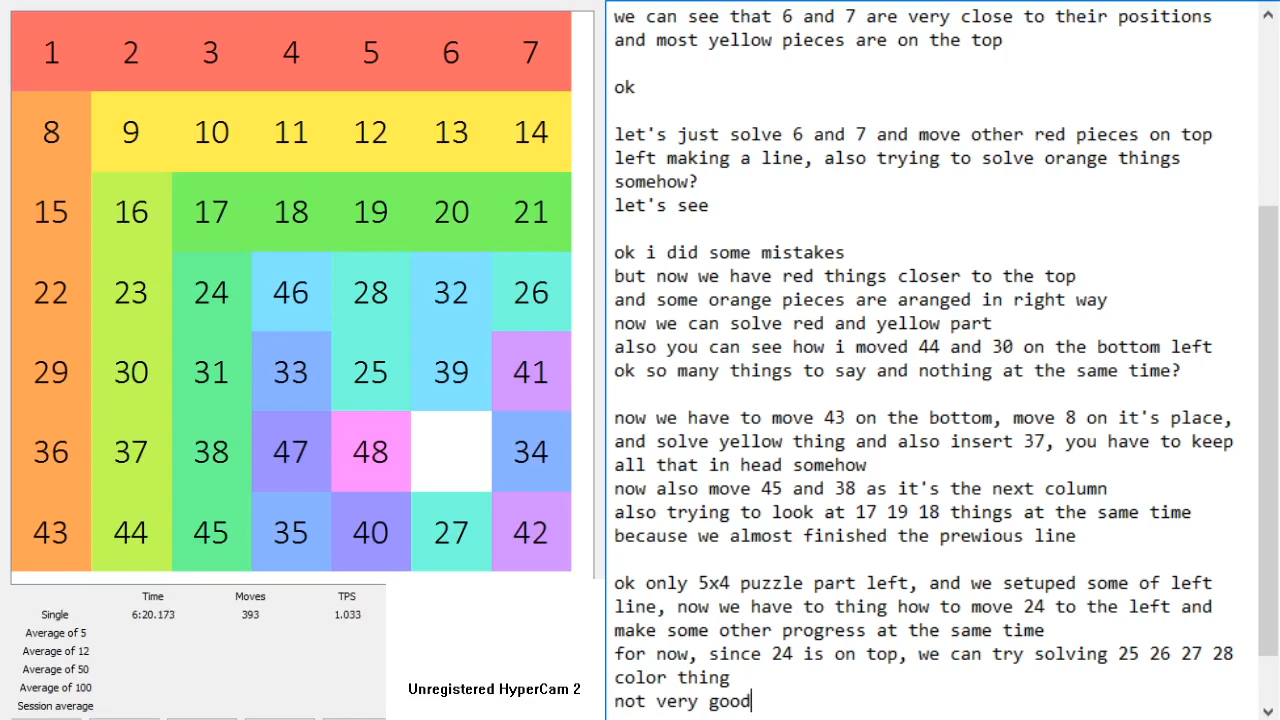 1 2 3 4 5 6 7
8 9 10 11 12 13 14
15 16 17 18 19 20 21
22 23 24 46 28 32 26
29 30 31 33 25 39 41
36 37 38 47 48 34
43 44 45 35 40 27 42
Time Moves TPS
Single 6:20.173 393 1.033
Average of 5
Average of 12
Average of 50
Average of 100
Session average
Unregistered HyperCam 2
we can see that 6 and 7 are very close to their positions
and most yellow pieces are on the top
ok
let's just solve 6 and 7 and move other red pieces on top
left making a line, also trying to solve orange things
somehow?
let's see
ok i did some mistakes
but now we have red things closer to the top
and some orange pieces are aranged in right way
now we can solve red and yellow part
also you can see how i moved 44 and 30 on the bottom left
ok so many things to say and nothing at the same time?
now we have to move 43 on the bottom, move 8 on it's place,
and solve yellow thing and also insert 37, you have to keep
all that in head somehow
now also move 45 and 38 as it's the next column
also trying to look at 17 19 18 things at the same time
because we almost finished the prewious line
ok only 5x4 puzzle part left, and we setuped some of left
line, now we have to thing how to move 24 to the left and
make some other progress at the same time
for now, since 24 is on top, we can try solving 25 26 27 28
color thing
not very good